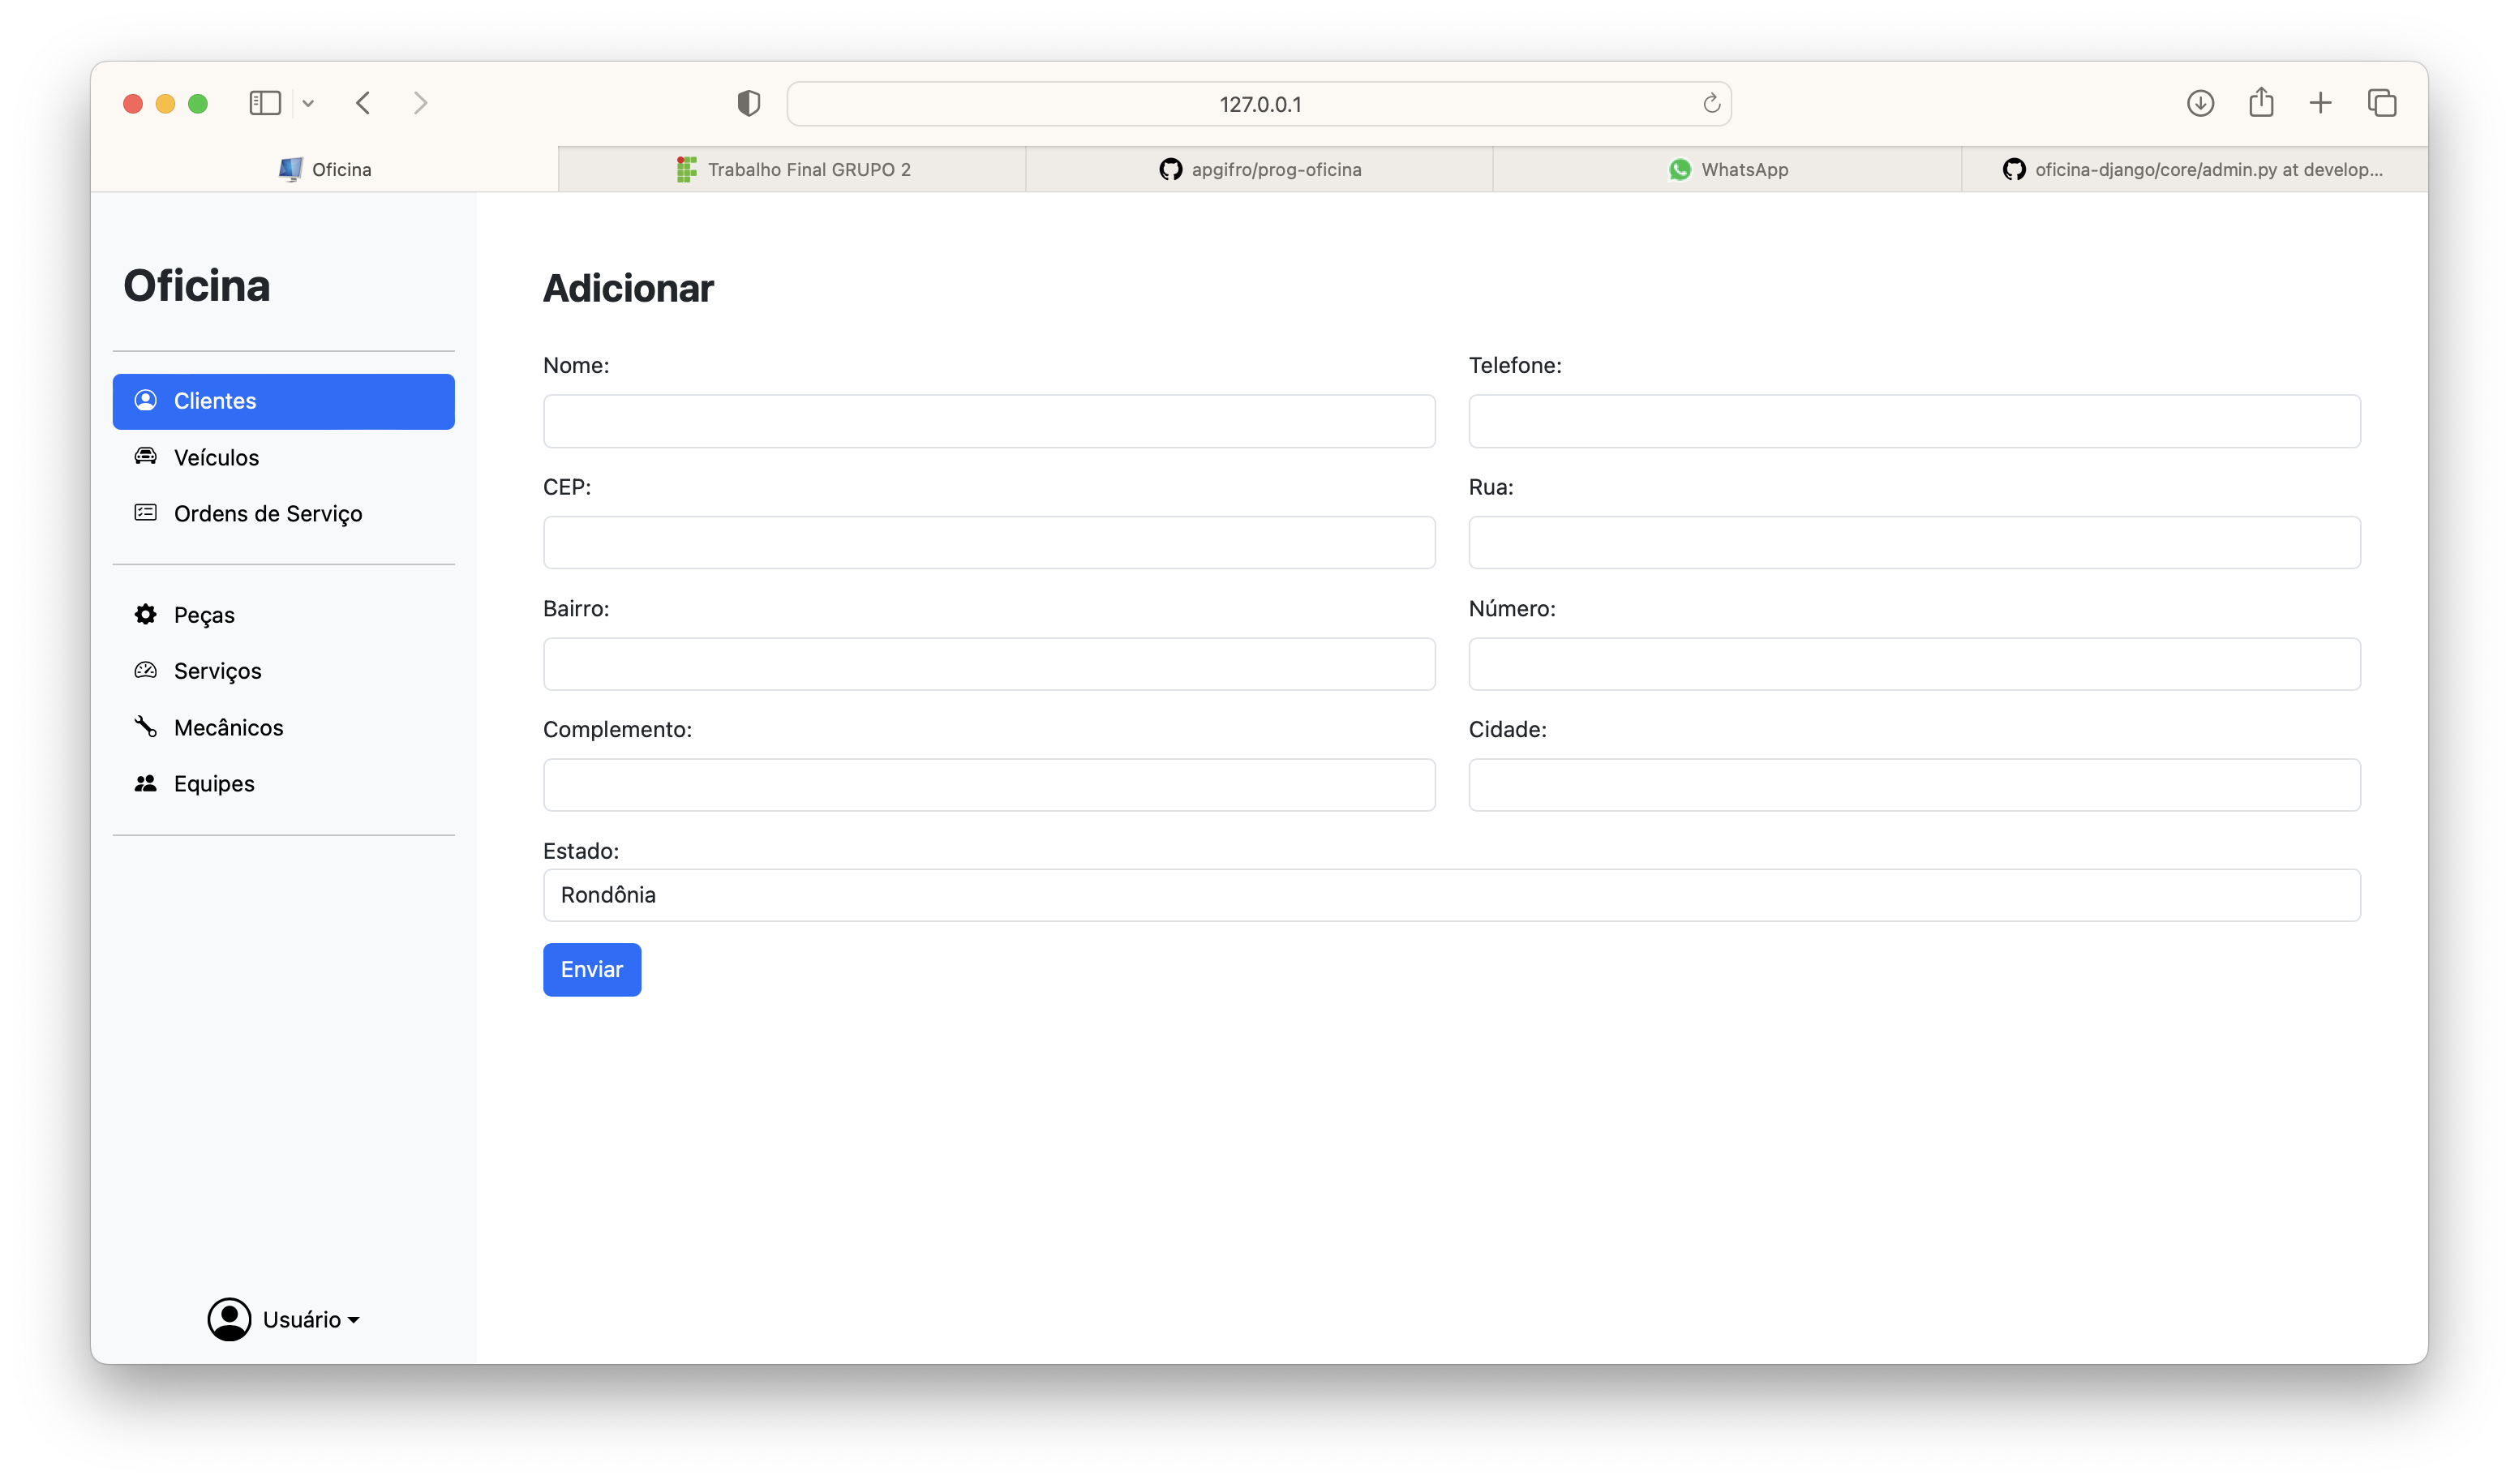 127.0.0.1
Oficina
Trabalho Final GRUPO 2
apgifro/prog-oficina
WhatsApp
oficina-django/core/admin.py at develop...
Oficina
Clientes
Veículos
Ordens de Serviço
Peças
Serviços
Mecânicos
Equipes
Usuário
Adicionar
Nome:
Telefone:
CEP:
Rua:
Bairro:
Número:
Complemento:
Cidade:
Estado:
Rondônia
Enviar